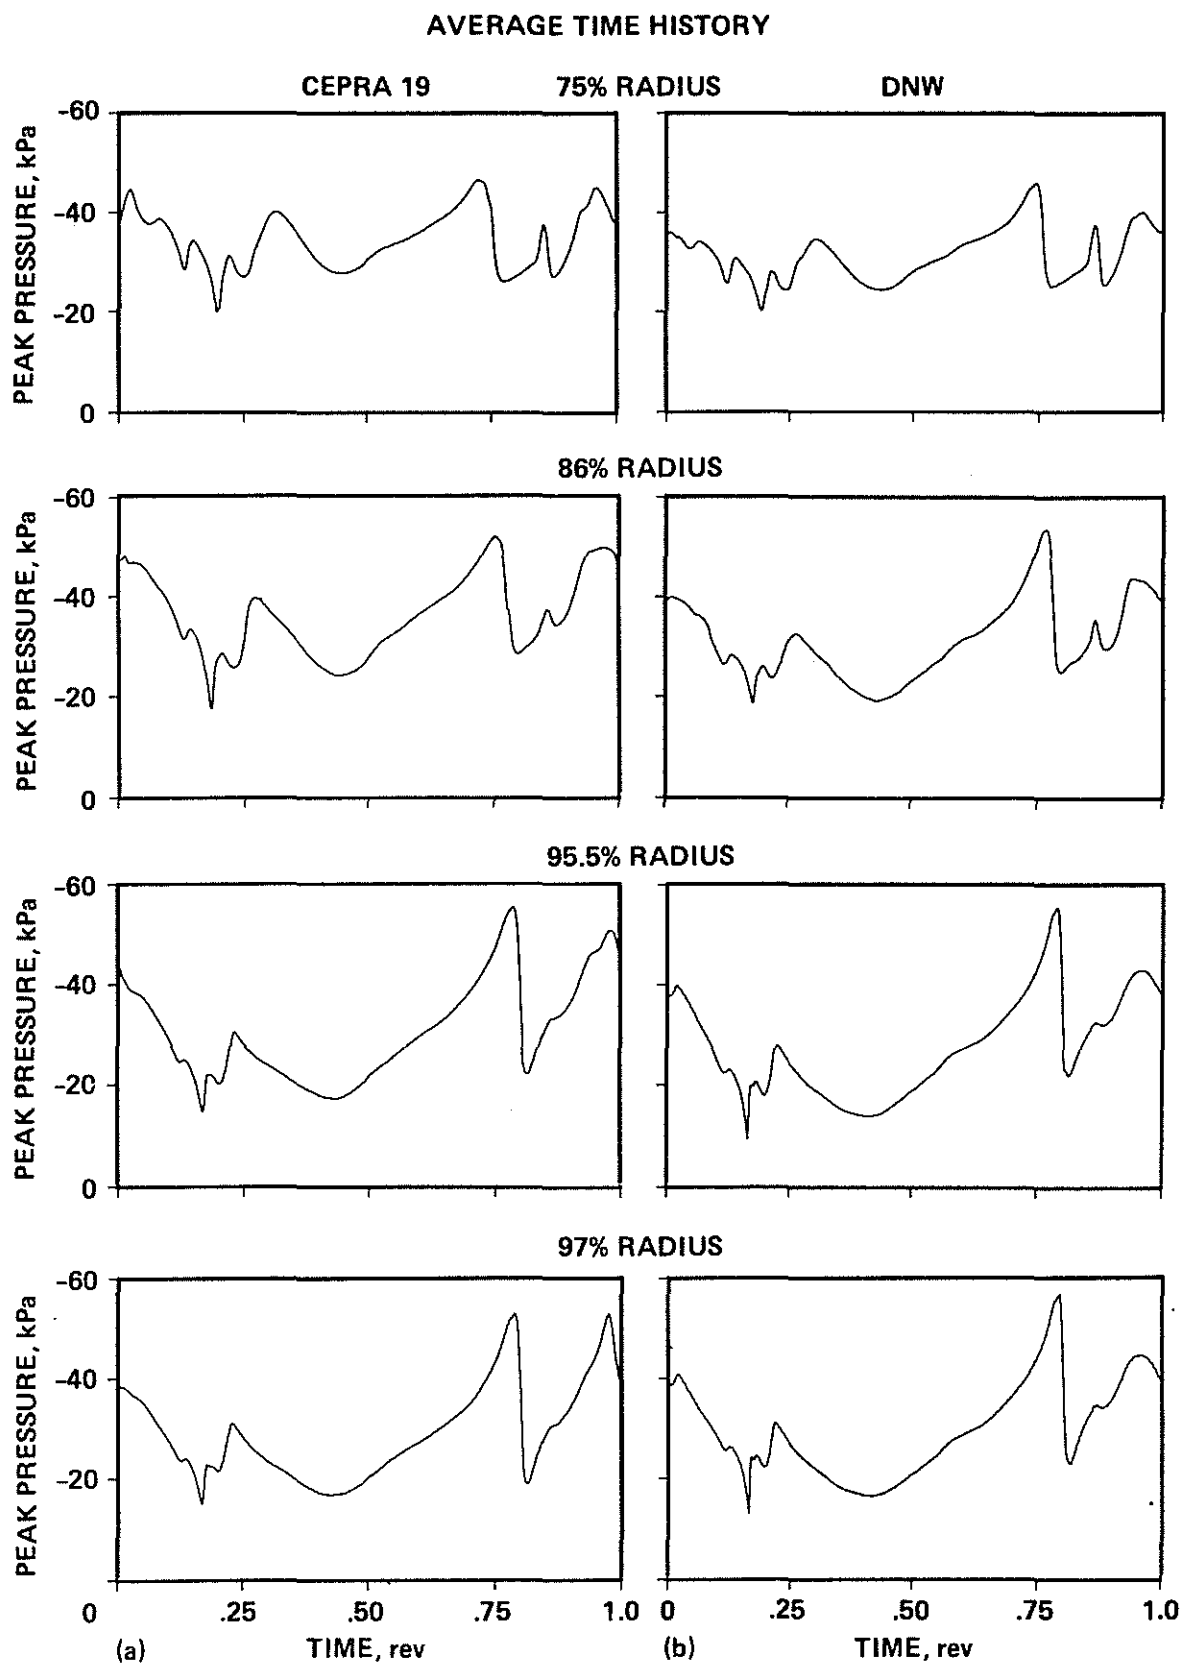 AVERAGE TIME HISTORY
CEPRA 19 75% RADIUS DNW
PEAK PRESSURE, kPa
-60
-40
-20
0
86% RADIUS
PEAK PRESSURE, kPa
-60
-40
-20
0
95.5% RADIUS
PEAK PRESSURE, kPa
-60
-40
-20
0
97% RADIUS
PEAK PRESSURE, kPa
-60
-40
-20
0 .25 .50 .75 1.0 0 .25 .50 .75 1.0
(a) TIME, rev (b) TIME, rev